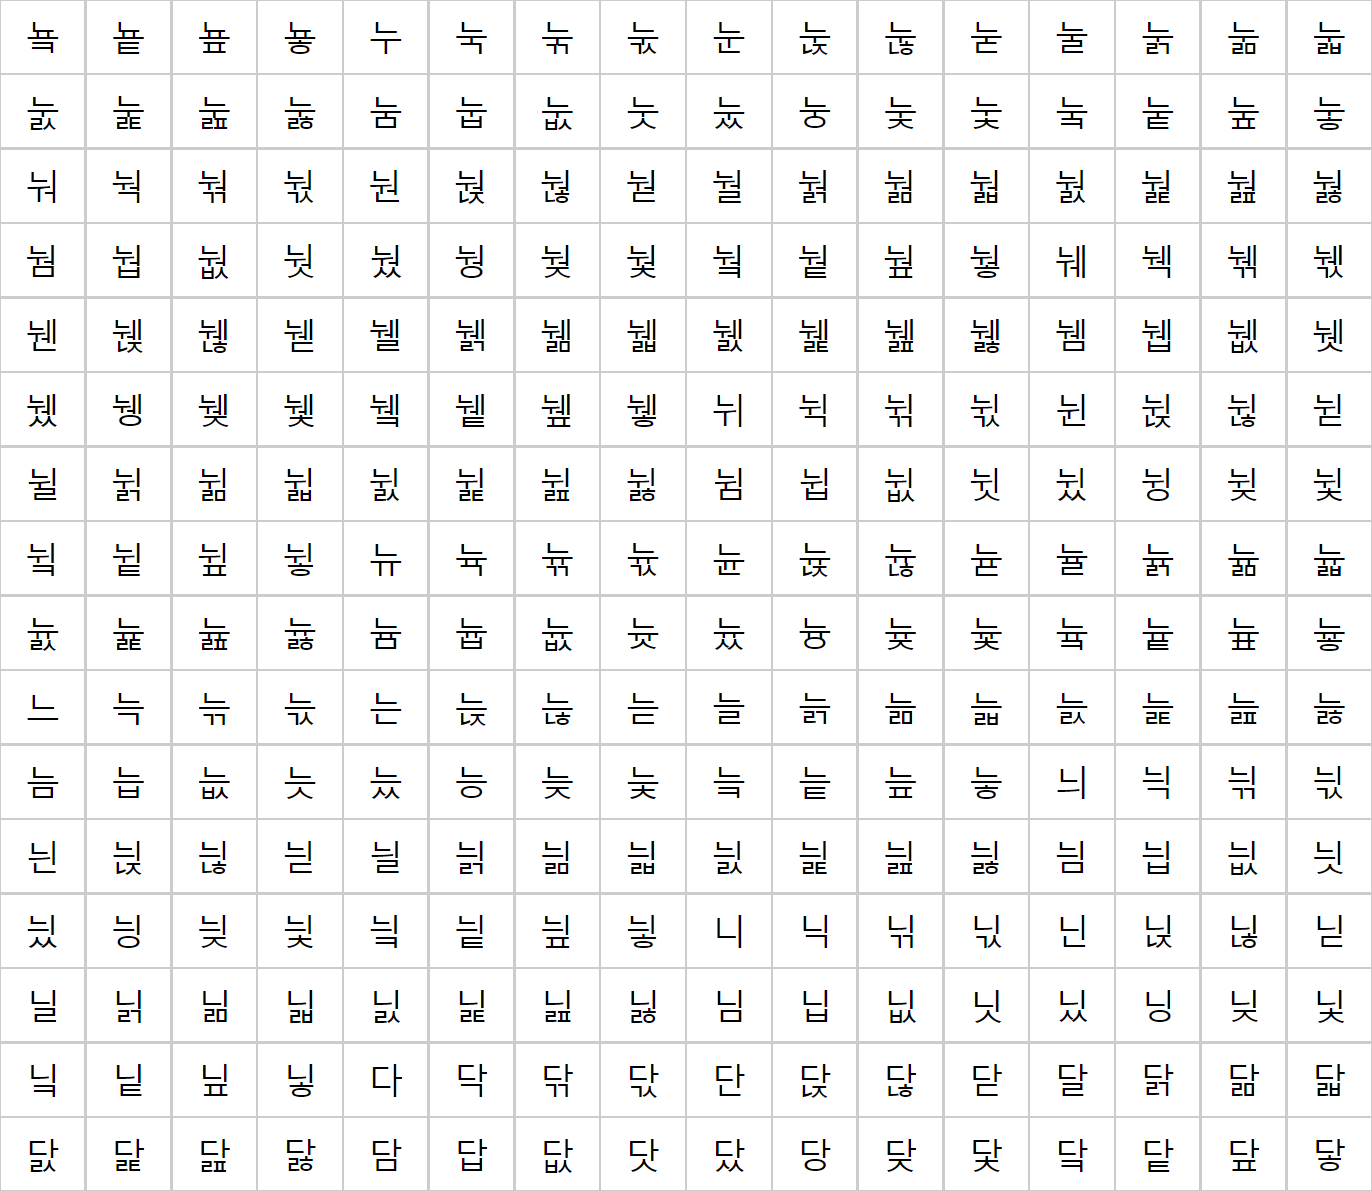 눀 눁 눂 눃 누 눅 눆 눇 눈 눉 눊 눋 눌 눍 눎 눏
눐 눑 눒 눓 눔 눕 눖 눗 눘 눙 눚 눛 눜 눝 눞 눟
눠 눡 눢 눣 눤 눥 눦 눧 눨 눩 눪 눫 눬 눭 눮 눯
눰 눱 눲 눳 눴 눵 눶 눷 눸 눹 눺 눻 눼 눽 눾 눿
뉀 뉁 뉂 뉃 뉄 뉅 뉆 뉇 뉈 뉉 뉊 뉋 뉌 뉍 뉎 뉏
뉐 뉑 뉒 뉓 뉔 뉕 뉖 뉗 뉘 뉙 뉚 뉛 뉜 뉝 뉞 뉟
뉠 뉡 뉢 뉣 뉤 뉥 뉦 뉧 뉨 뉩 뉪 뉫 뉬 뉭 뉮 뉯
뉰 뉱 뉲 뉳 뉴 뉵 뉶 뉷 뉸 뉹 뉺 뉻 뉼 뉽 뉾 뉿
늀 늁 늂 늃 늄 늅 늆 늇 늈 늉 늊 늋 늌 늍 늎 늏
느 늑 늒 늓 는 늕 늖 늗 늘 늙 늚 늛 늜 늝 늞 늟
늠 늡 늢 늣 늤 능 늦 늧 늨 늩 늪 늫 늬 늭 늮 늯
늰 늱 늲 늳 늴 늵 늶 늷 늸 늹 늺 늻 늼 늽 늾 늿
닀 닁 닂 닃 닄 닅 닆 닇 니 닉 닊 닋 닌 닍 닎 닏
닐 닑 닒 닓 닔 닕 닖 닗 님 닙 닚 닛 닜 닝 닞 닟
닠 닡 닢 닣 다 닥 닦 닧 단 닩 닪 닫 달 닭 닮 닯
닰 닱 닲 닳 담 답 닶 닷 닸 당 닺 닻 닼 닽 닾 닿